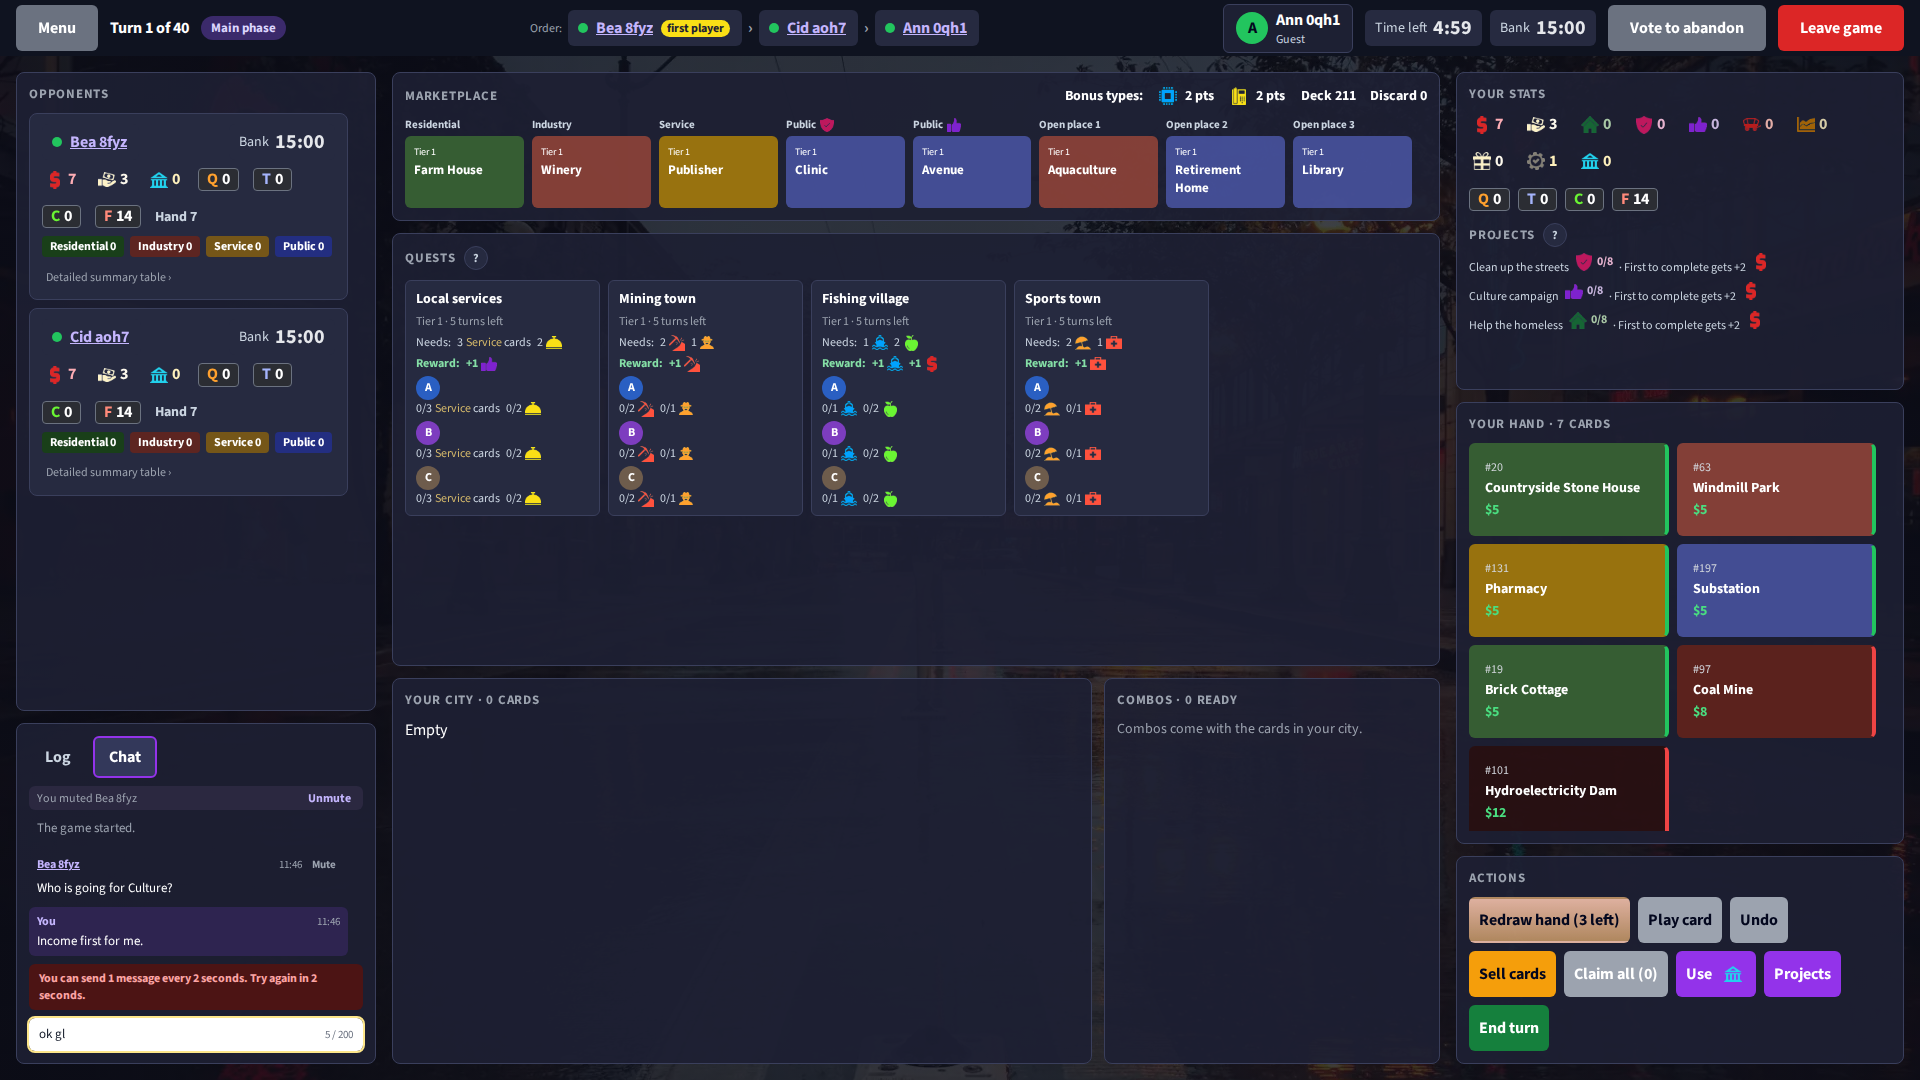 Menu
Turn 1 of 40 Main phase
Order: Bea 8fyz first player › Cid aoh7 › Ann 0qh1
A Ann 0qh1
Guest
Time left 4:59
Bank 15:00
Vote to abandon
Leave game
OPPONENTS
Bea 8fyz Bank 15:00
7 3 0 Q 0 T 0
C 0 F 14 Hand 7
Residential 0 Industry 0 Service 0 Public 0
Detailed summary table ›
Cid aoh7 Bank 15:00
7 3 0 Q 0 T 0
C 0 F 14 Hand 7
Residential 0 Industry 0 Service 0 Public 0
Detailed summary table ›
Log Chat
You muted Bea 8fyz Unmute
The game started.
Bea 8fyz 11:46 Mute
Who is going for Culture?
You 11:46
Income first for me.
You can send 1 message every 2 seconds. Try again in 2
seconds.
ok gl 5 / 200
MARKETPLACE Bonus types: 2 pts 2 pts Deck 211 Discard 0
Residential
Tier 1
Farm House
Industry
Tier 1
Winery
Service
Tier 1
Publisher
Public
Tier 1
Clinic
Public
Tier 1
Avenue
Open place 1
Tier 1
Aquaculture
Open place 2
Tier 1
Retirement
Home
Open place 3
Tier 1
Library
QUESTS ?
Local services
Tier 1 · 5 turns left
Needs: 3 Service cards 2
Reward: +1
A
0/3 Service cards 0/2
B
0/3 Service cards 0/2
C
0/3 Service cards 0/2
Mining town
Tier 1 · 5 turns left
Needs: 2 1
Reward: +1
A
0/2 0/1
B
0/2 0/1
C
0/2 0/1
Fishing village
Tier 1 · 5 turns left
Needs: 1 2
Reward: +1 +1
A
0/1 0/2
B
0/1 0/2
C
0/1 0/2
Sports town
Tier 1 · 5 turns left
Needs: 2 1
Reward: +1
A
0/2 0/1
B
0/2 0/1
C
0/2 0/1
YOUR CITY · 0 CARDS
Empty
COMBOS · 0 READY
Combos come with the cards in your city.
YOUR STATS
7 3 0 0 0 0 0
0 1 0
Q 0 T 0 C 0 F 14
PROJECTS ?
Clean up the streets 0/8 · First to complete gets +2
Culture campaign 0/8 · First to complete gets +2
Help the homeless 0/8 · First to complete gets +2
YOUR HAND · 7 CARDS
#20
Countryside Stone House
$5
#63
Windmill Park
$5
#131
Pharmacy
$5
#197
Substation
$5
#19
Brick Cottage
$5
#97
Coal Mine
$8
#101
Hydroelectricity Dam
$12
ACTIONS
Redraw hand (3 left) Play card Undo
Sell cards Claim all (0) Use Projects
End turn